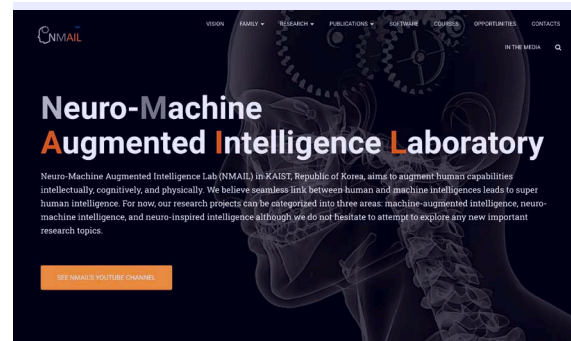 NMAIL
VISION FAMILY RESEARCH PUBLICATIONS SOFTWARE COURSES OPPORTUNITIES CONTACTS
IN THE MEDIA
Neuro-Machine
Augmented Intelligence Laboratory
Neuro-Machine Augmented Intelligence Lab (NMAIL) in KAIST, Republic of Korea, aims to augment human capabilities
intellectually, cognitively, and physically. We believe seamless link between human and machine intelligences leads to super
human intelligence. For now, our research projects can be categorized into three areas: machine-augmented intelligence, neuro-
machine intelligence, and neuro-inspired intelligence although we do not hesitate to attempt to explore any new important
research topics.
SEE NMAIL'S YOUTUBE CHANNEL